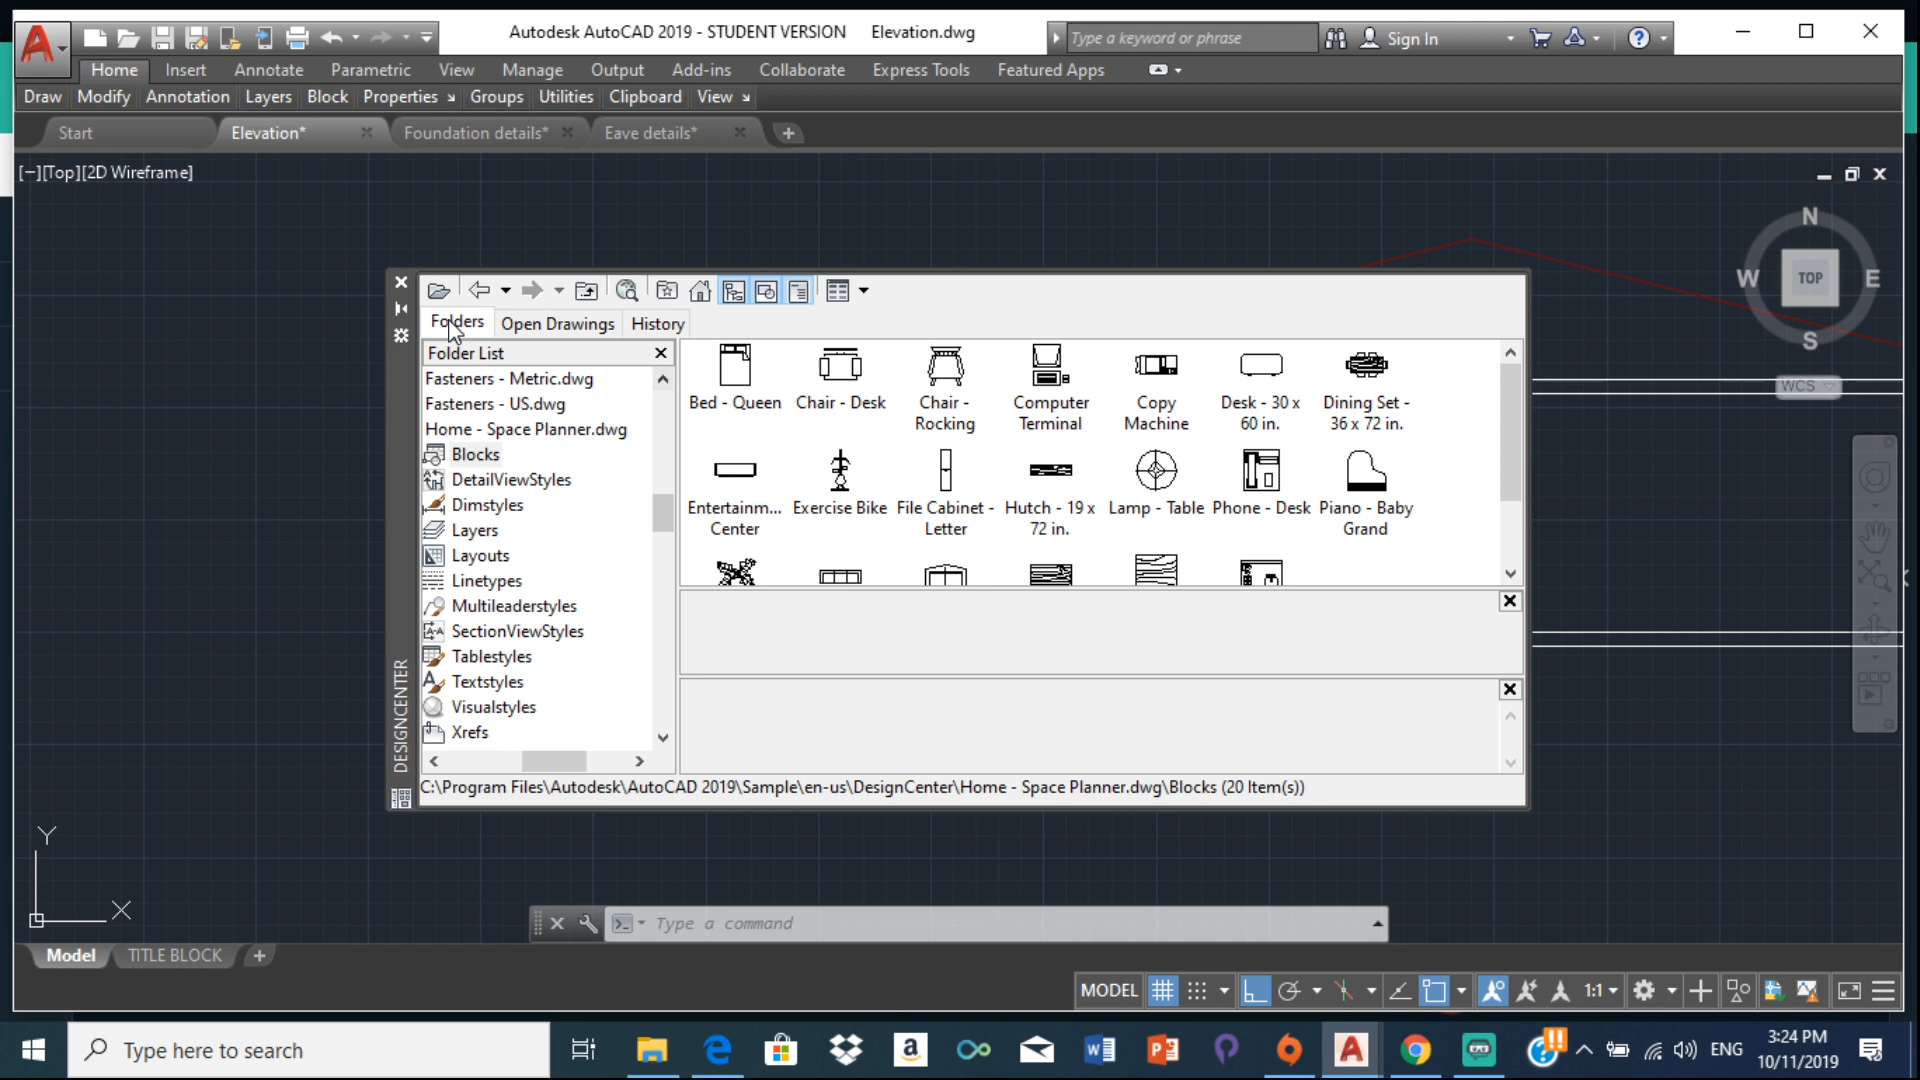 Autodesk AutoCAD 2019 - STUDENT VERSION Elevation.dwg
Type a keyword or phrase
Sign In
Home Insert Annotate Parametric View Manage Output Add-ins Collaborate Express Tools Featured Apps
Draw Modify Annotation Layers Block Properties Groups Utilities Clipboard View
Start Elevation* Foundation details* Eave details*
[−][Top][2D Wireframe]
N
W TOP E
S
WCS
Folders Open Drawings History
Folder List
Fasteners - Metric.dwg
Fasteners - US.dwg
Home - Space Planner.dwg
Blocks
DetailViewStyles
Dimstyles
Layers
Layouts
Linetypes
Multileaderstyles
SectionViewStyles
Tablestyles
Textstyles
Visualstyles
Xrefs
DESIGNCENTER
Bed - Queen
Chair - Desk
Chair -
Rocking
Computer
Terminal
Copy
Machine
Desk - 30 x
60 in.
Dining Set -
36 x 72 in.
Entertainm...
Center
Exercise Bike
File Cabinet -
Letter
Hutch - 19 x
72 in.
Lamp - Table
Phone - Desk
Piano - Baby
Grand
C:\Program Files\Autodesk\AutoCAD 2019\Sample\en-us\DesignCenter\Home - Space Planner.dwg\Blocks (20 Item(s))
Y
X
Type a command
Model TITLE BLOCK
MODEL 1:1
Type here to search
ENG
3:24 PM
10/11/2019